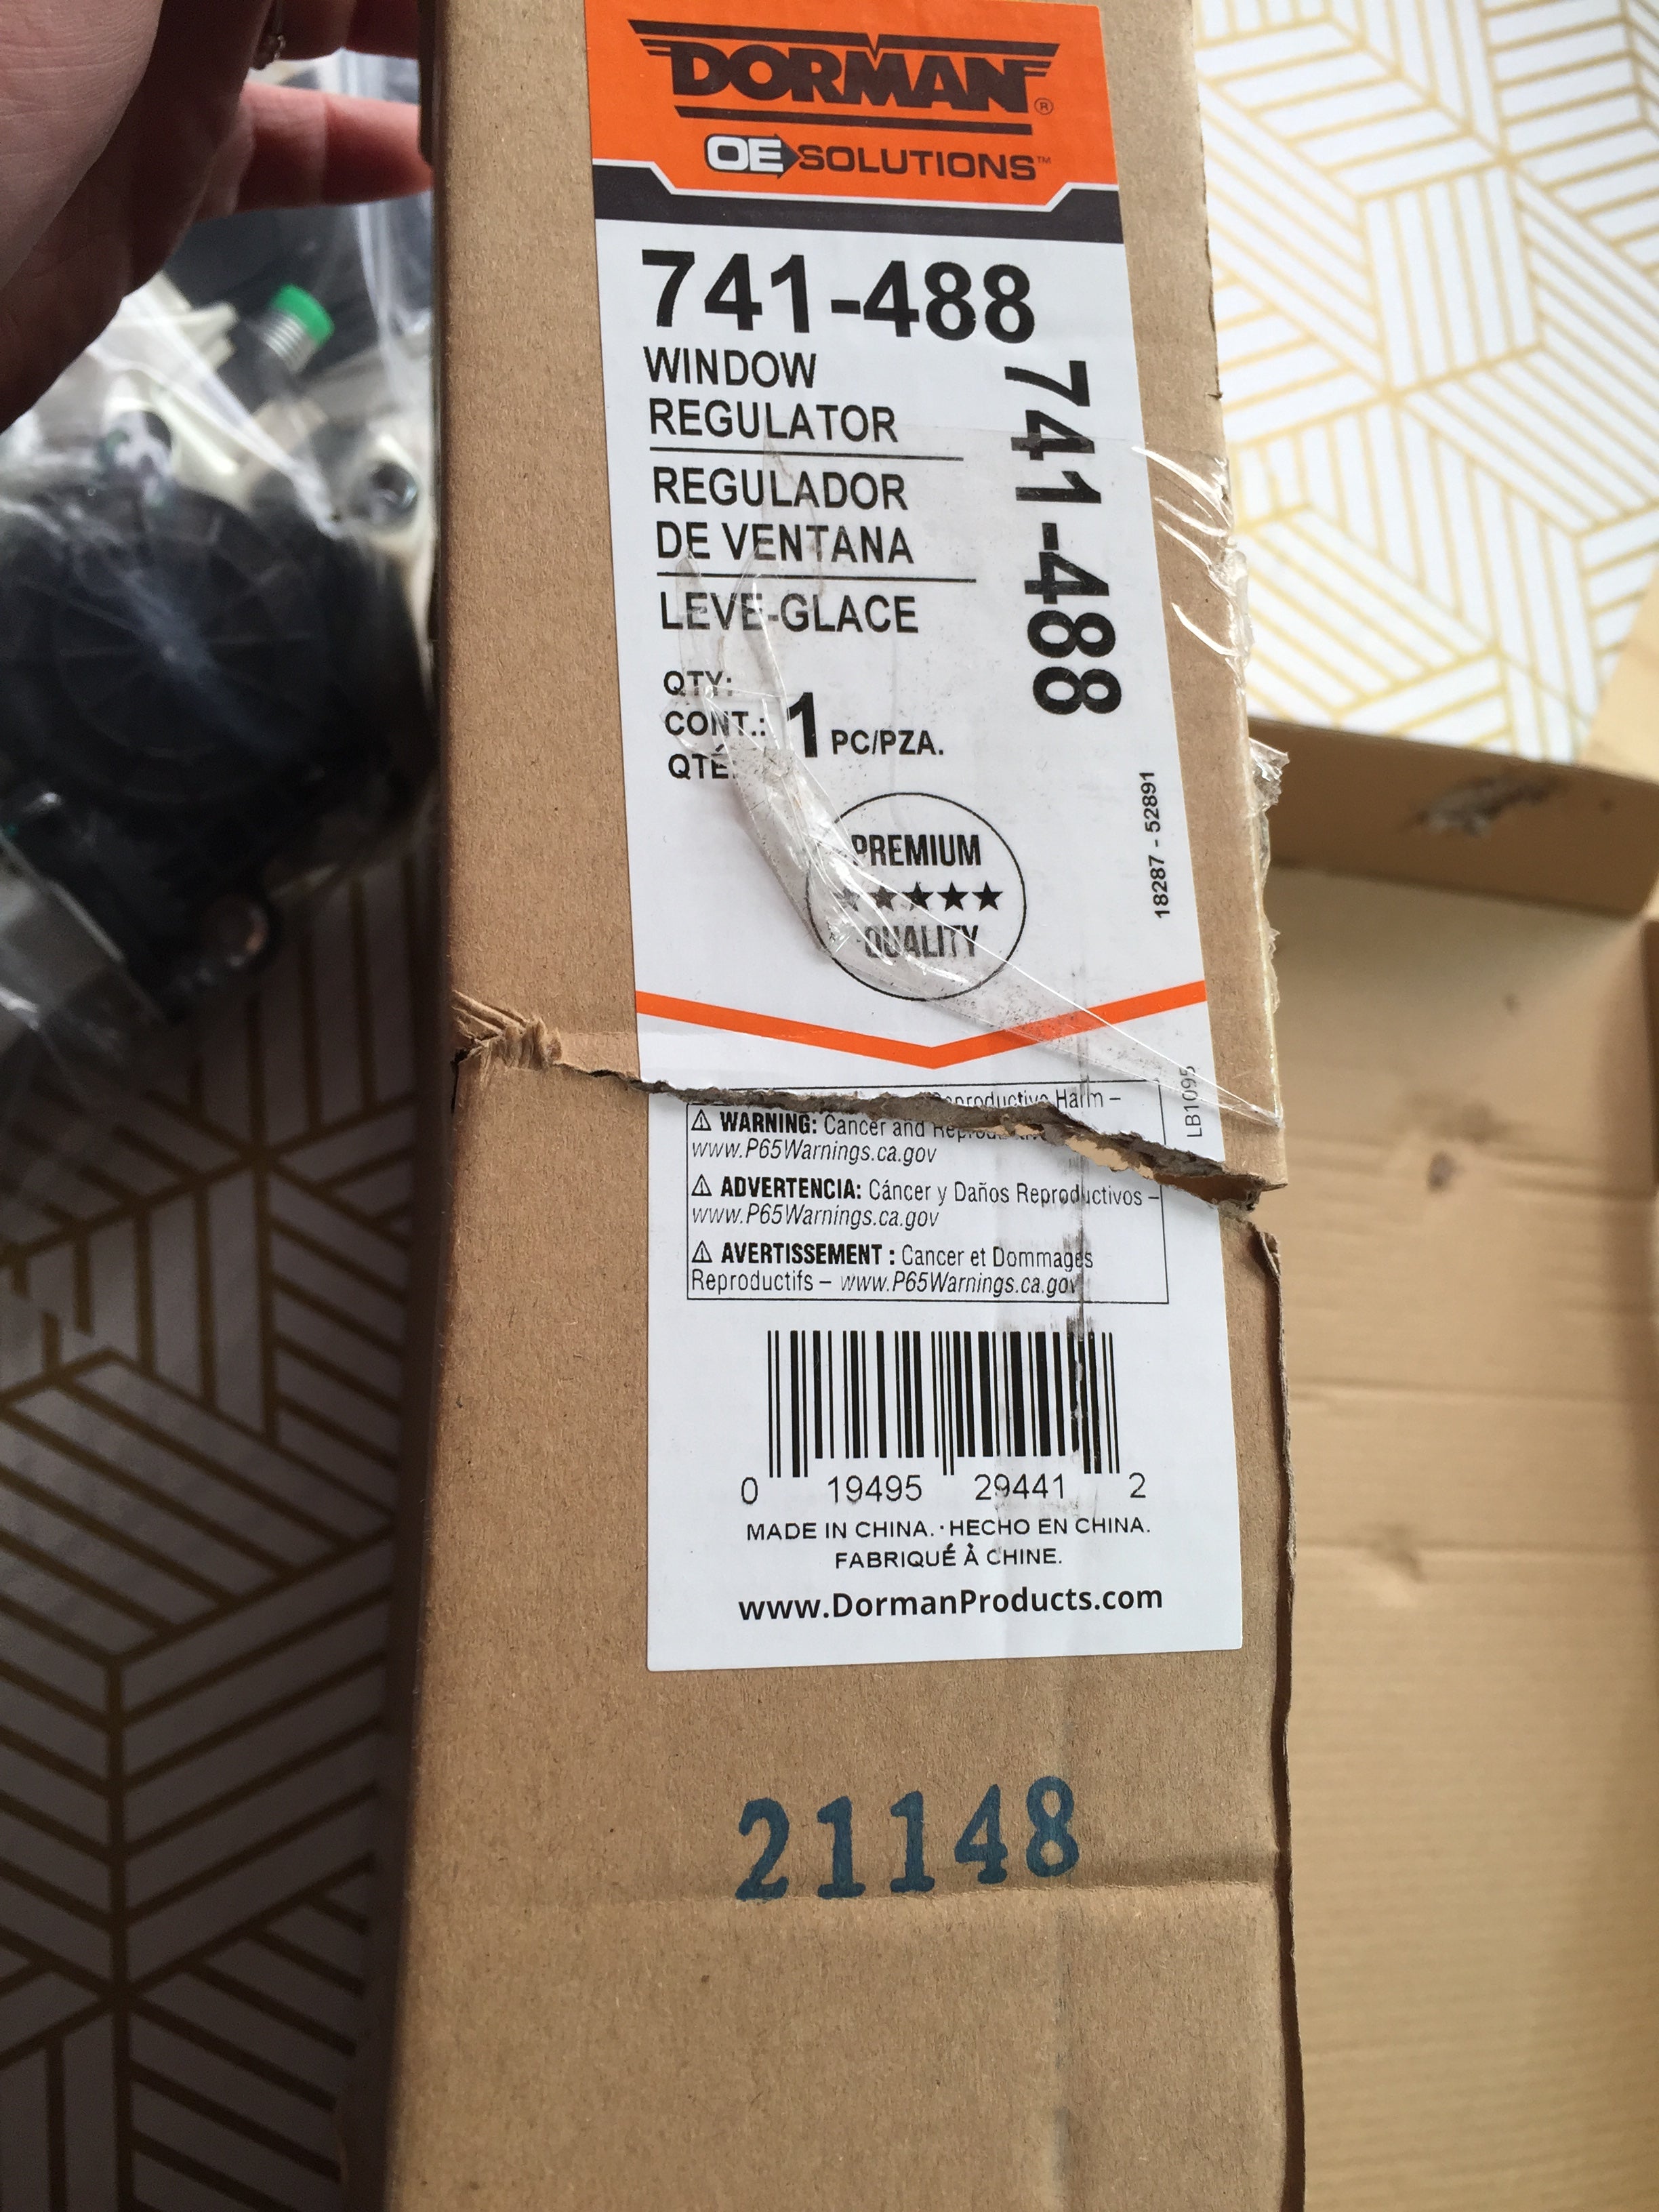 DORMAN®
OE SOLUTIONS™
741-488
WINDOW
REGULATOR
REGULADOR
DE VENTANA
LEVE-GLACE
741-488
QTY:
CONT.:
QTÉ:
1 PC/PZA.
PREMIUM
★★★★★
QUALITY
18287 - 52891
LB1095
Harm –
⚠ WARNING: Cancer and
www.P65Warnings.ca.gov
⚠ ADVERTENCIA: Cáncer y Daños Reproductivos –
www.P65Warnings.ca.gov
⚠ AVERTISSEMENT : Cancer et Dommages
Reproductifs – www.P65Warnings.ca.gov
0 19495 29441 2
MADE IN CHINA. · HECHO EN CHINA.
FABRIQUÉ À CHINE.
www.DormanProducts.com
21148